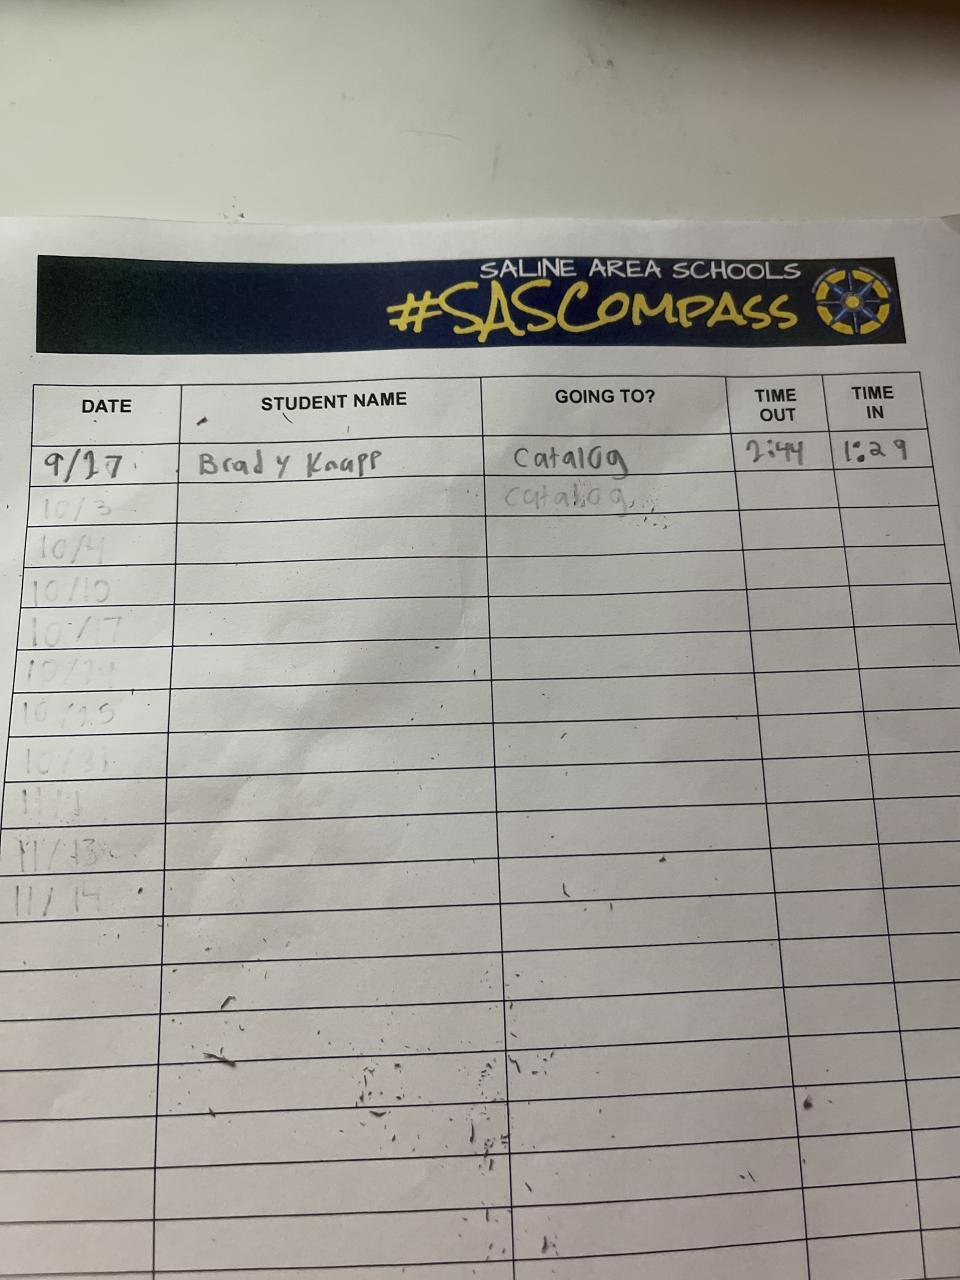 SALINE AREA SCHOOLS
#SASCOMPASS
DATE STUDENT NAME GOING TO? TIME OUT TIME IN
9/27 Brady Knapp Catalog 2:44 1:29
10/3 catalog
10/4
10/10
10/17
10/24
10/25
10/31
11/1
11/13
11/14